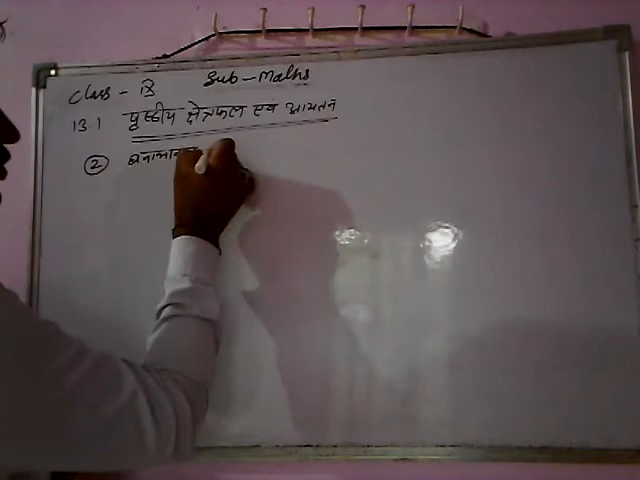 Class - IX Sub - Maths
13.1 पृष्ठीय क्षेत्रफल एवं आयतन
2